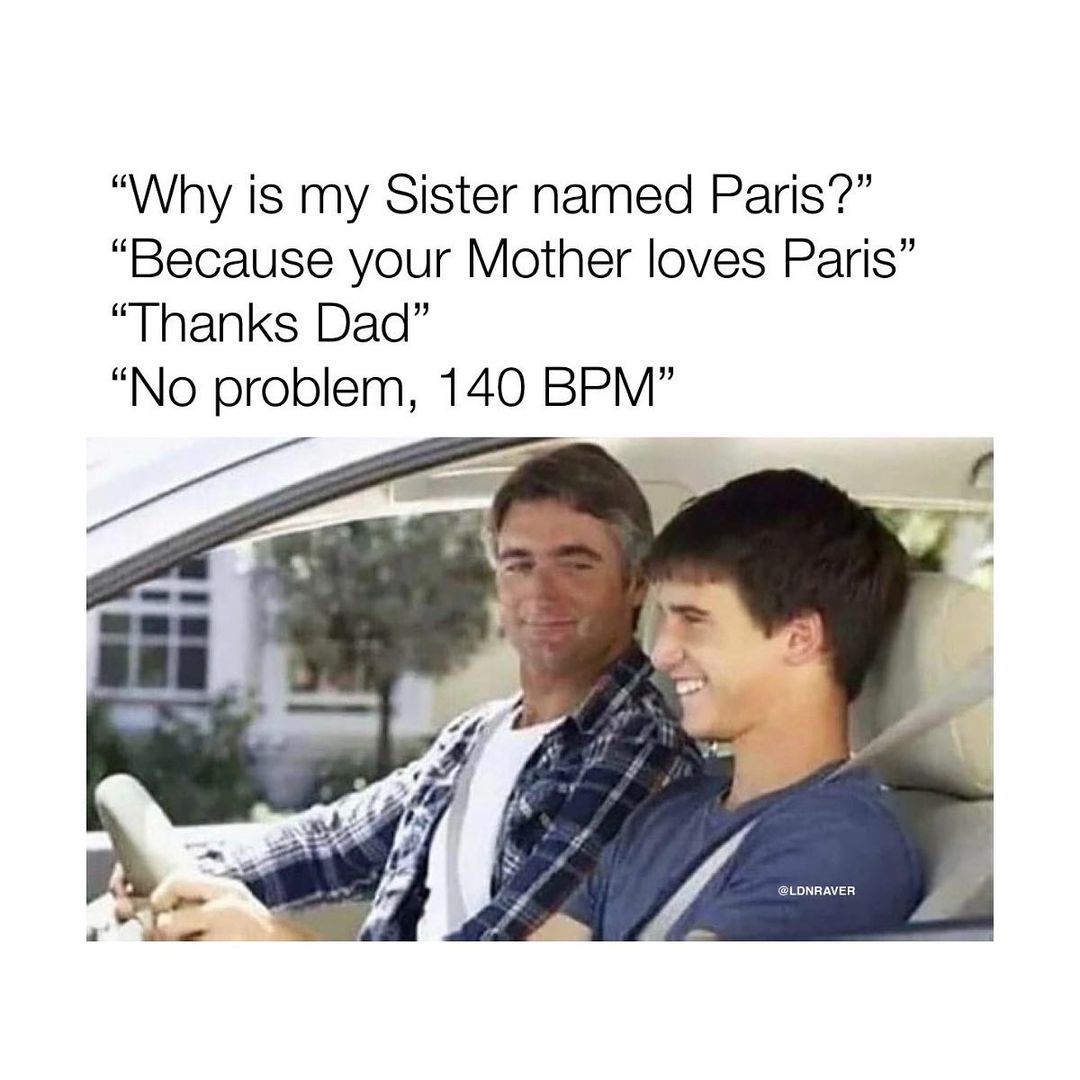 “Why is my Sister named Paris?”
“Because your Mother loves Paris”
“Thanks Dad”
“No problem, 140 BPM”
@LDNRAVER